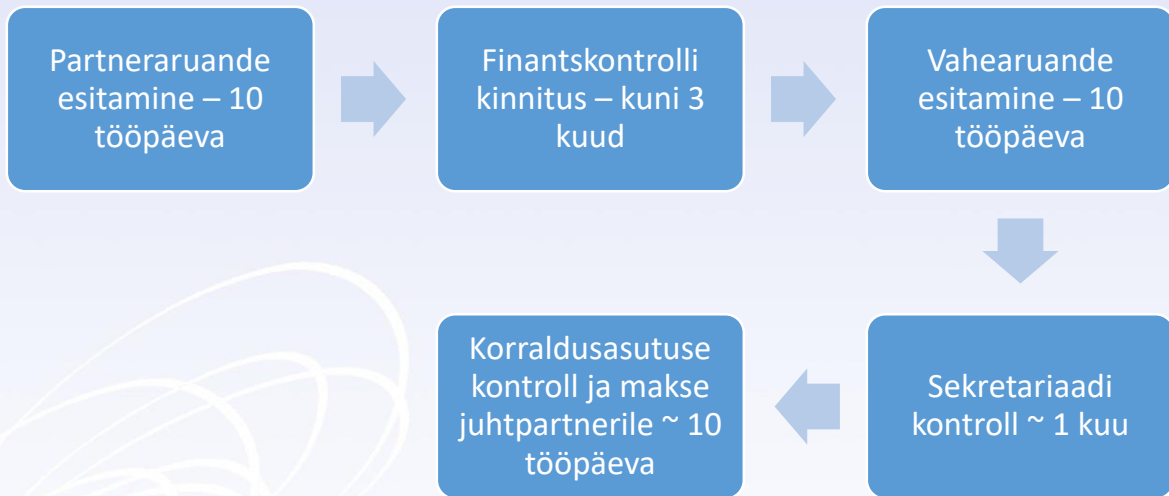 Partneraruande
esitamine – 10
tööpäeva
Finantskontrolli
kinnitus – kuni 3
kuud
Vahearuande
esitamine – 10
tööpäeva
Sekretariaadi
kontroll ~ 1 kuu
Korraldusasutuse
kontroll ja makse
juhtpartnerile ~ 10
tööpäeva